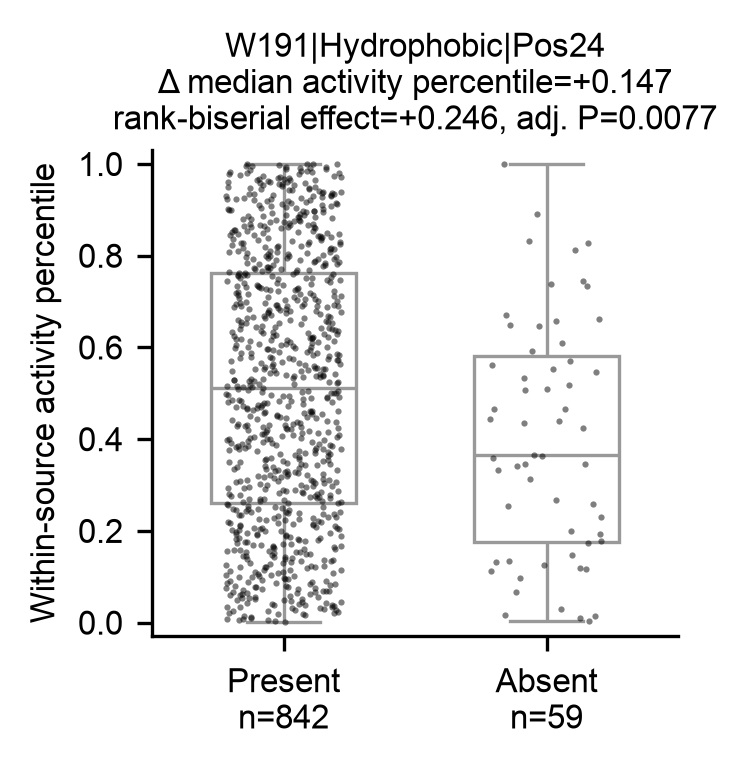 W191|Hydrophobic|Pos24
Δ median activity percentile=+0.147
rank-biserial effect=+0.246, adj. P=0.0077
Within-source activity percentile
1.0
0.8
0.6
0.4
0.2
0.0
Present
n=842
Absent
n=59